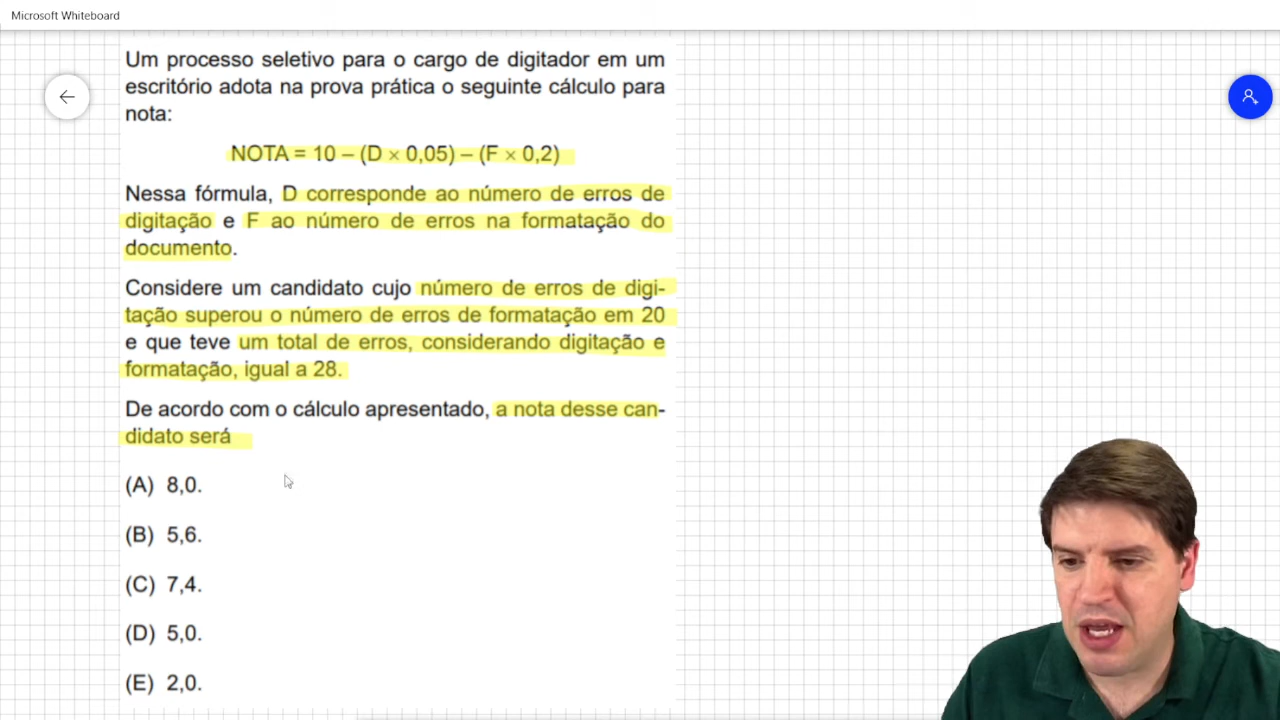 Microsoft Whiteboard
Um processo seletivo para o cargo de digitador em um
escritório adota na prova prática o seguinte cálculo para
nota:
NOTA = 10 – (D × 0,05) – (F × 0,2)
Nessa fórmula, D corresponde ao número de erros de
digitação e F ao número de erros na formatação do
documento.
Considere um candidato cujo número de erros de digi-
tação superou o número de erros de formatação em 20
e que teve um total de erros, considerando digitação e
formatação, igual a 28.
De acordo com o cálculo apresentado, a nota desse can-
didato será
(A) 8,0.
(B) 5,6.
(C) 7,4.
(D) 5,0.
(E) 2,0.